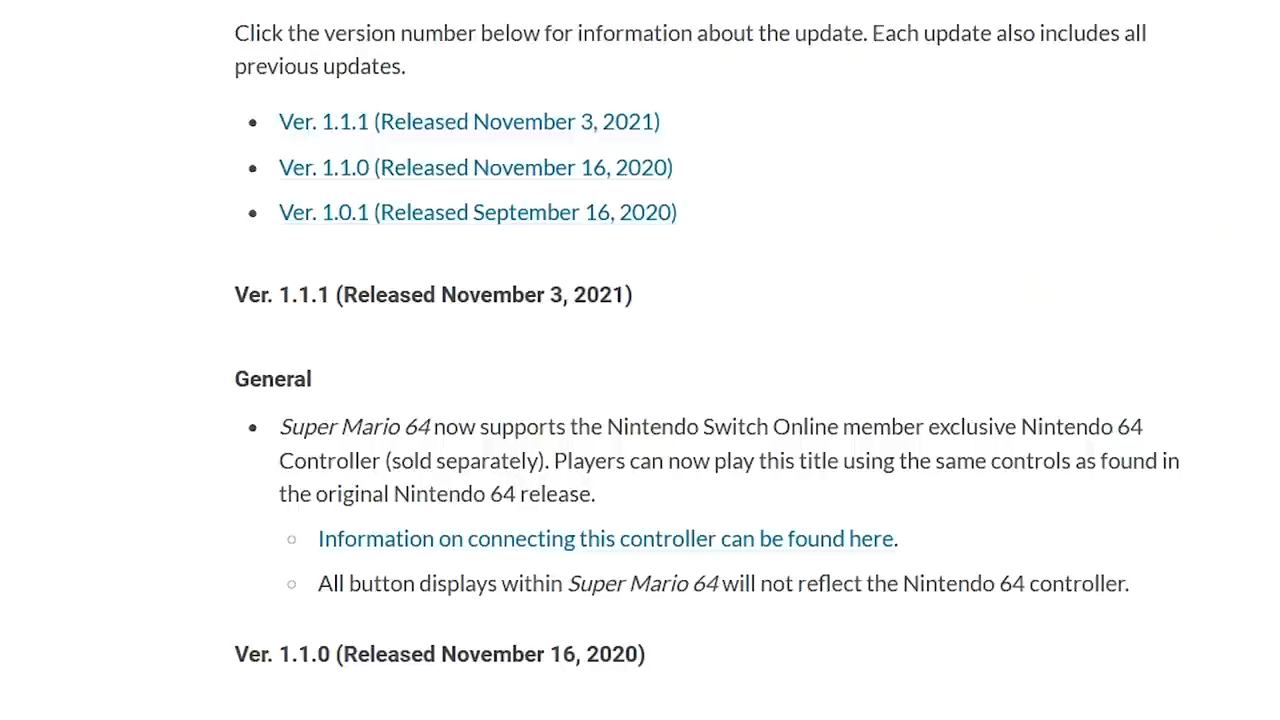 Click the version number below for information about the update. Each update also includes all
previous updates.
Ver. 1.1.1 (Released November 3, 2021)
Ver. 1.1.0 (Released November 16, 2020)
Ver. 1.0.1 (Released September 16, 2020)
Ver. 1.1.1 (Released November 3, 2021)
General
Super Mario 64 now supports the Nintendo Switch Online member exclusive Nintendo 64
Controller (sold separately). Players can now play this title using the same controls as found in
the original Nintendo 64 release.
Information on connecting this controller can be found here.
All button displays within Super Mario 64 will not reflect the Nintendo 64 controller.
Ver. 1.1.0 (Released November 16, 2020)